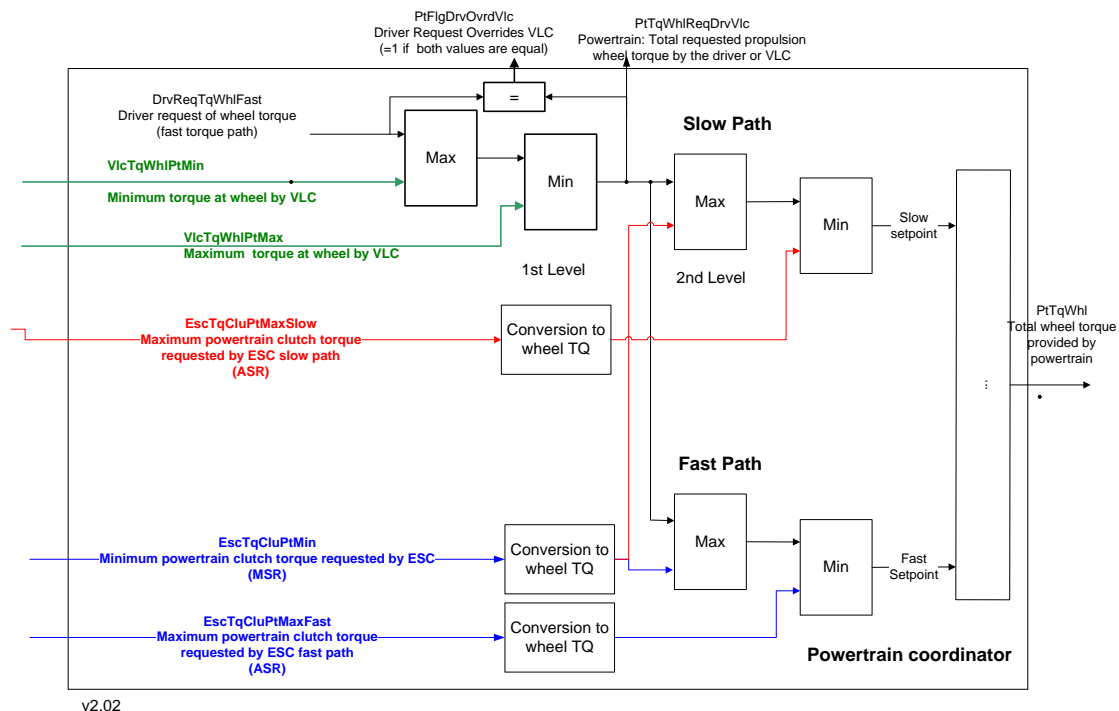 PtFlgDrvOvrdVlc
Driver Request Overrides VLC
(=1 if both values are equal)
PtTqWhlReqDrvVlc
Powertrain: Total requested propulsion
wheel torque by the driver or VLC
=
DrvReqTqWhlFast
Driver request of wheel torque
(fast torque path)
Max
Min
VlcTqWhlPtMin
Minimum torque at wheel by VLC
VlcTqWhlPtMax
Maximum torque at wheel by VLC
1st Level
Slow Path
Max
2nd Level
Min
Slow
setpoint
EscTqCluPtMaxSlow
Maximum powertrain clutch torque
requested by ESC slow path
(ASR)
Conversion to
wheel TQ
PtTqWhl
Total wheel torque
provided by
powertrain
...
Fast Path
Max
Min
Fast
Setpoint
EscTqCluPtMin
Minimum powertrain clutch torque requested by ESC
(MSR)
Conversion to
wheel TQ
EscTqCluPtMaxFast
Maximum powertrain clutch torque
requested by ESC fast path
(ASR)
Conversion to
wheel TQ
Powertrain coordinator
v2.02